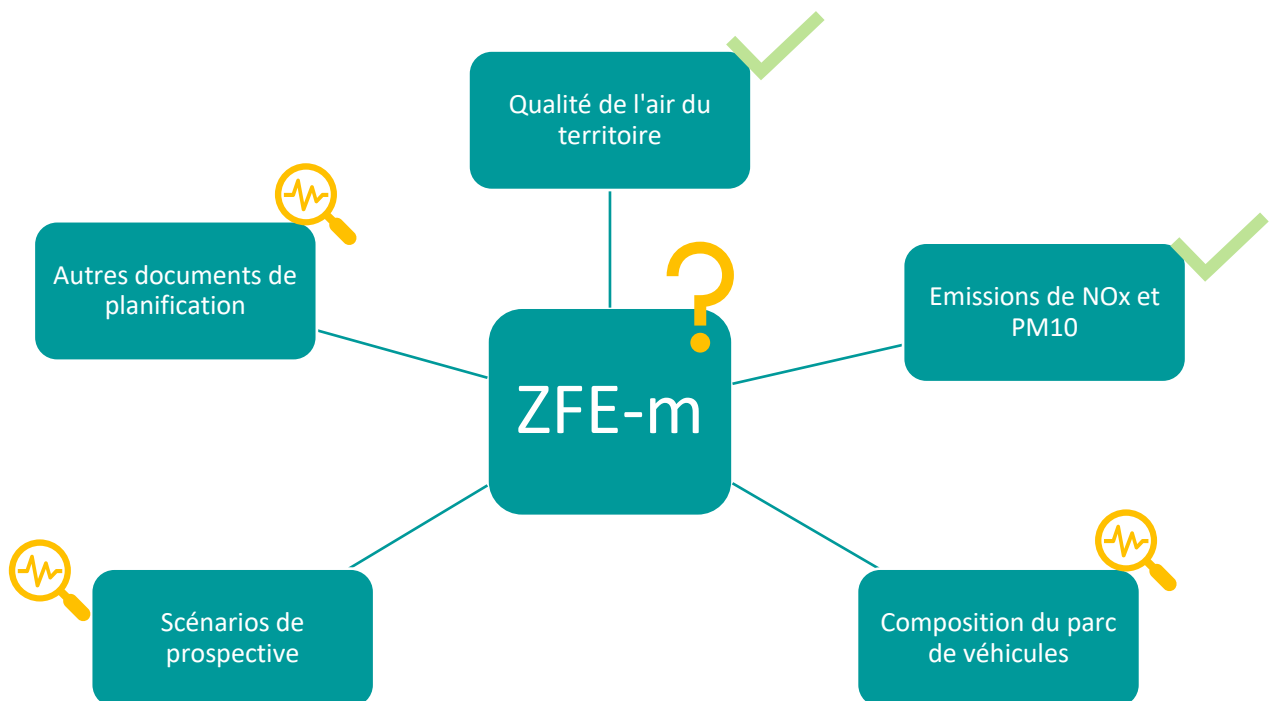 Qualité de l'air du
territoire
Autres documents de
planification
Emissions de NOx et
PM10
?
ZFE-m
Scénarios de
prospective
Composition du parc
de véhicules